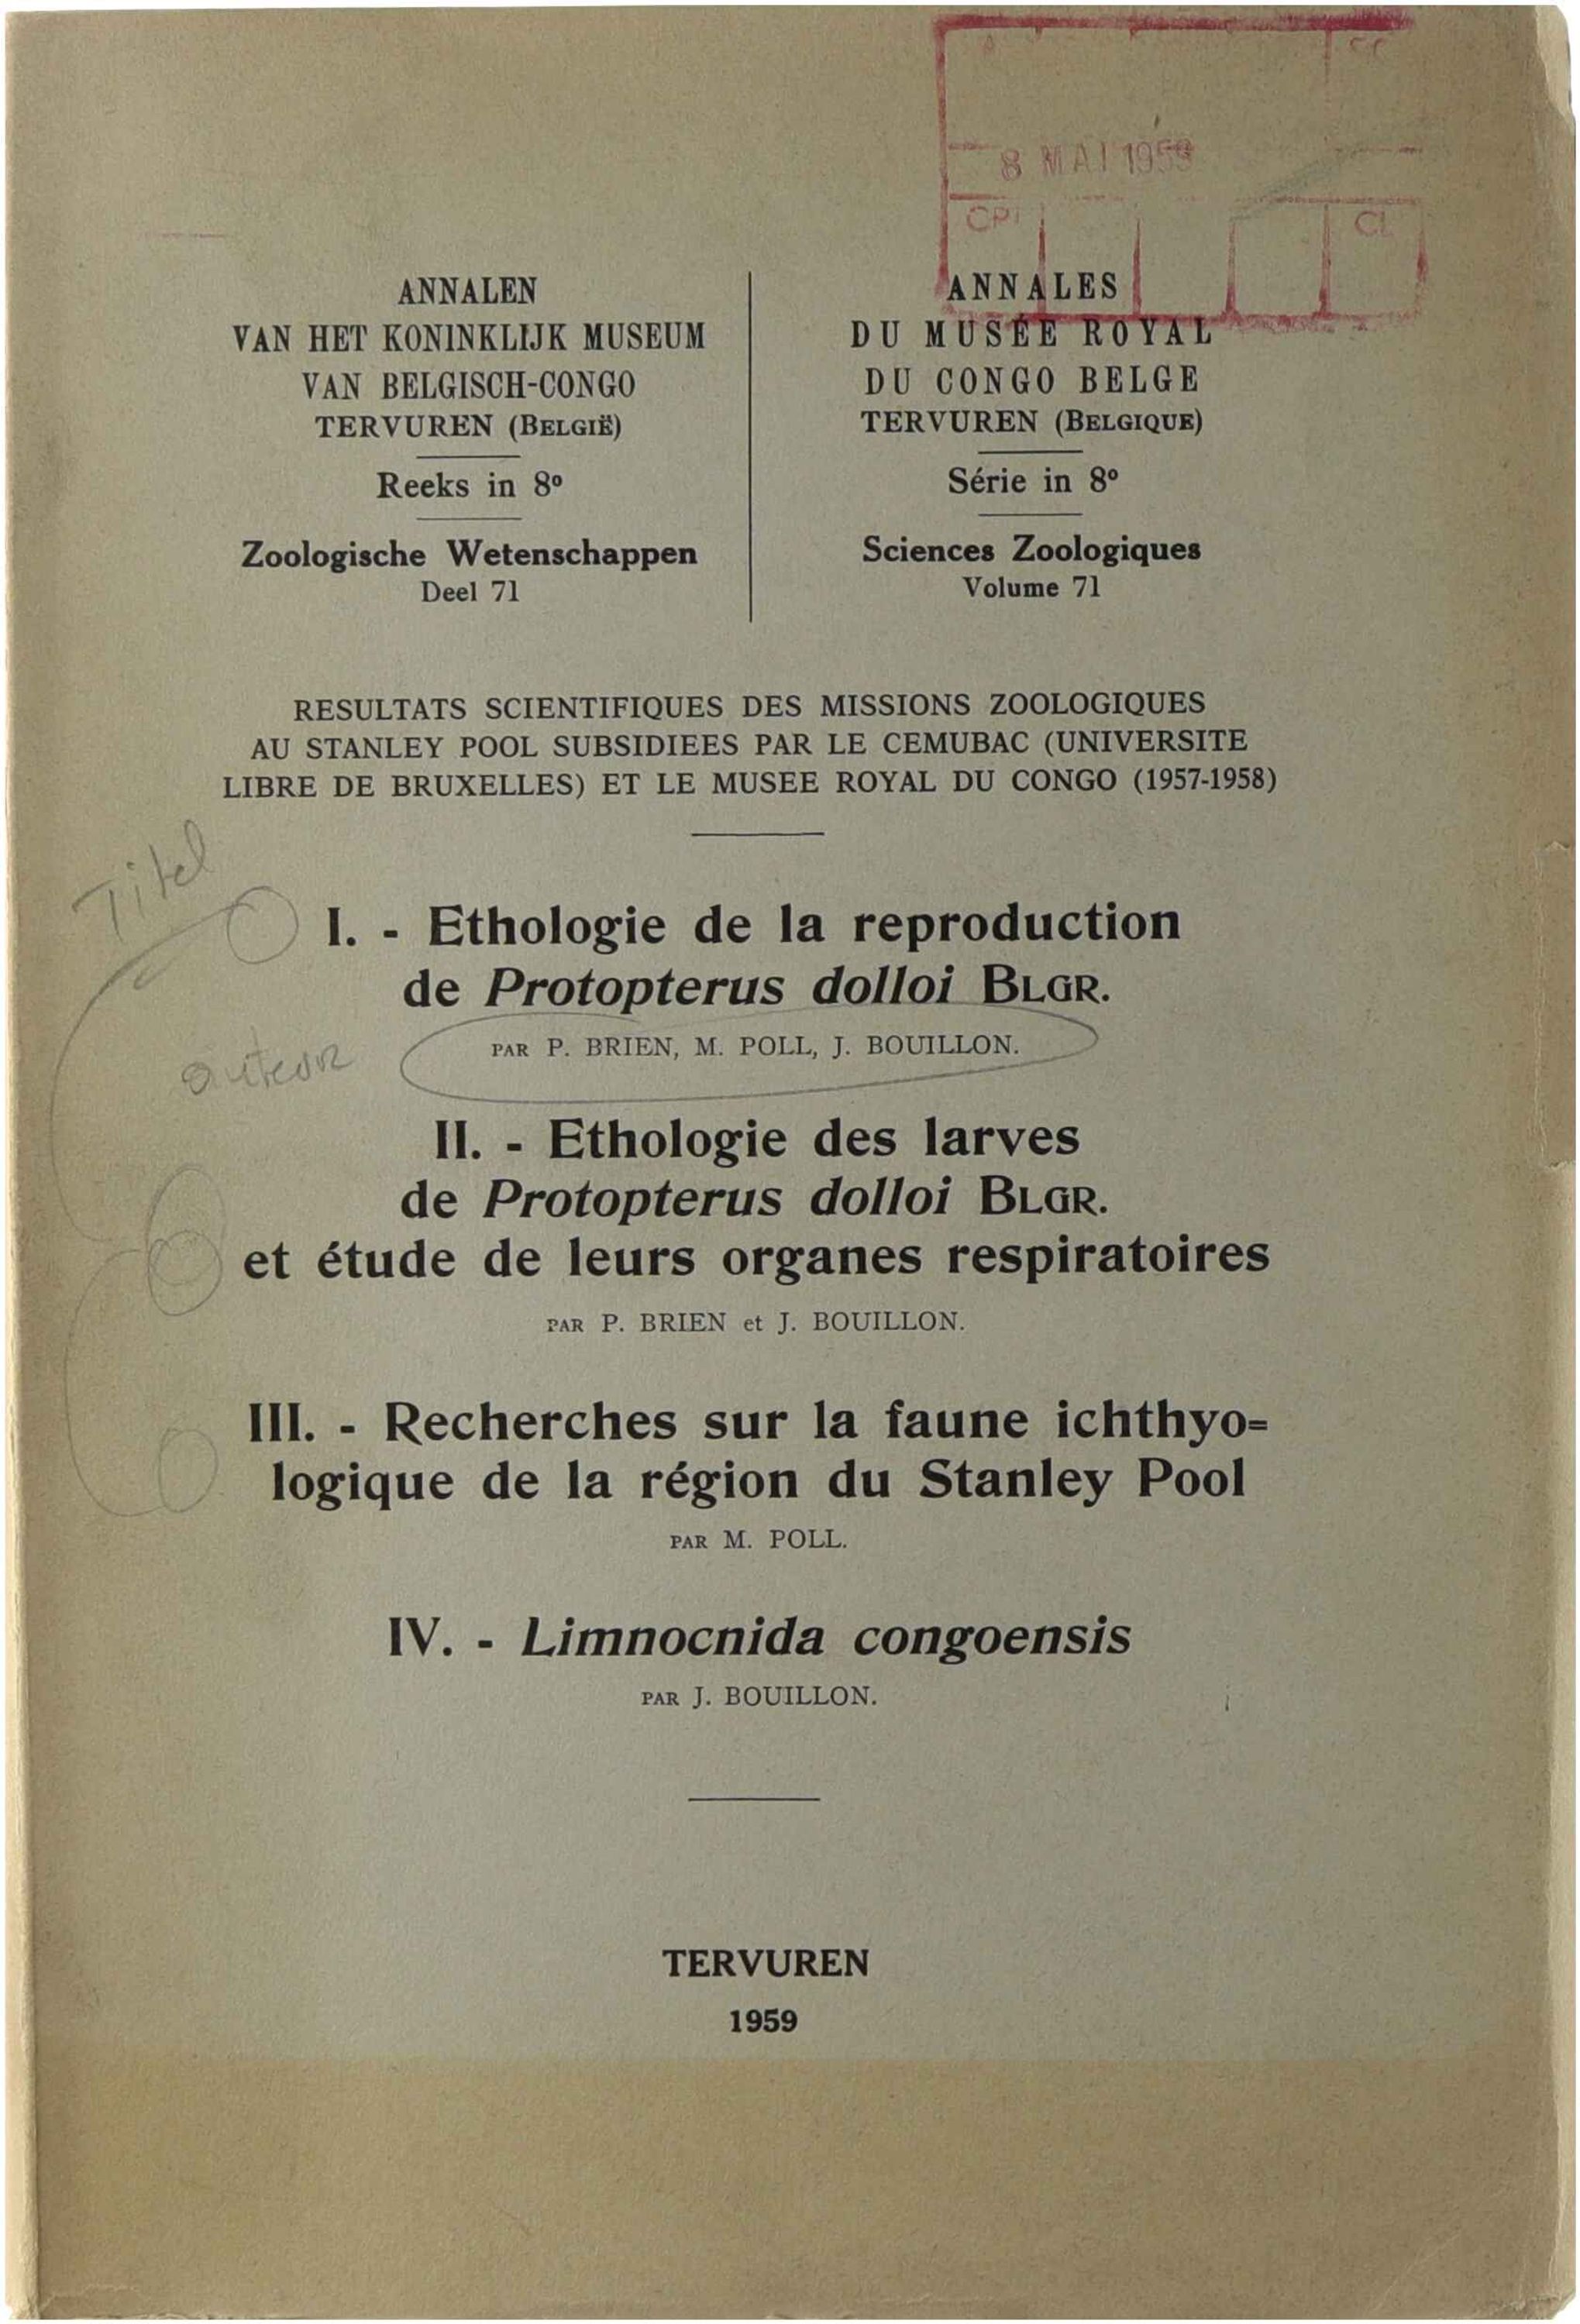 8 MAI 1959
CL
ANNALEN
VAN HET KONINKLIJK MUSEUM
VAN BELGISCH-CONGO
TERVUREN (BELGIË)
Reeks in 8º
Zoologische Wetenschappen
Deel 71
ANNALES
DU MUSÉE ROYAL
DU CONGO BELGE
TERVUREN (BELGIQUE)
Série in 8º
Sciences Zoologiques
Volume 71
RESULTATS SCIENTIFIQUES DES MISSIONS ZOOLOGIQUES
AU STANLEY POOL SUBSIDIEES PAR LE CEMUBAC (UNIVERSITE
LIBRE DE BRUXELLES) ET LE MUSEE ROYAL DU CONGO (1957-1958)
Titel
I. - Ethologie de la reproduction
de Protopterus dolloi BLGR.
PAR P. BRIEN, M. POLL, J. BOUILLON.
auteur
II. - Ethologie des larves
de Protopterus dolloi BLGR.
et étude de leurs organes respiratoires
PAR P. BRIEN et J. BOUILLON.
III. - Recherches sur la faune ichthyo=
logique de la région du Stanley Pool
PAR M. POLL.
IV. - Limnocnida congoensis
PAR J. BOUILLON.
TERVUREN
1959